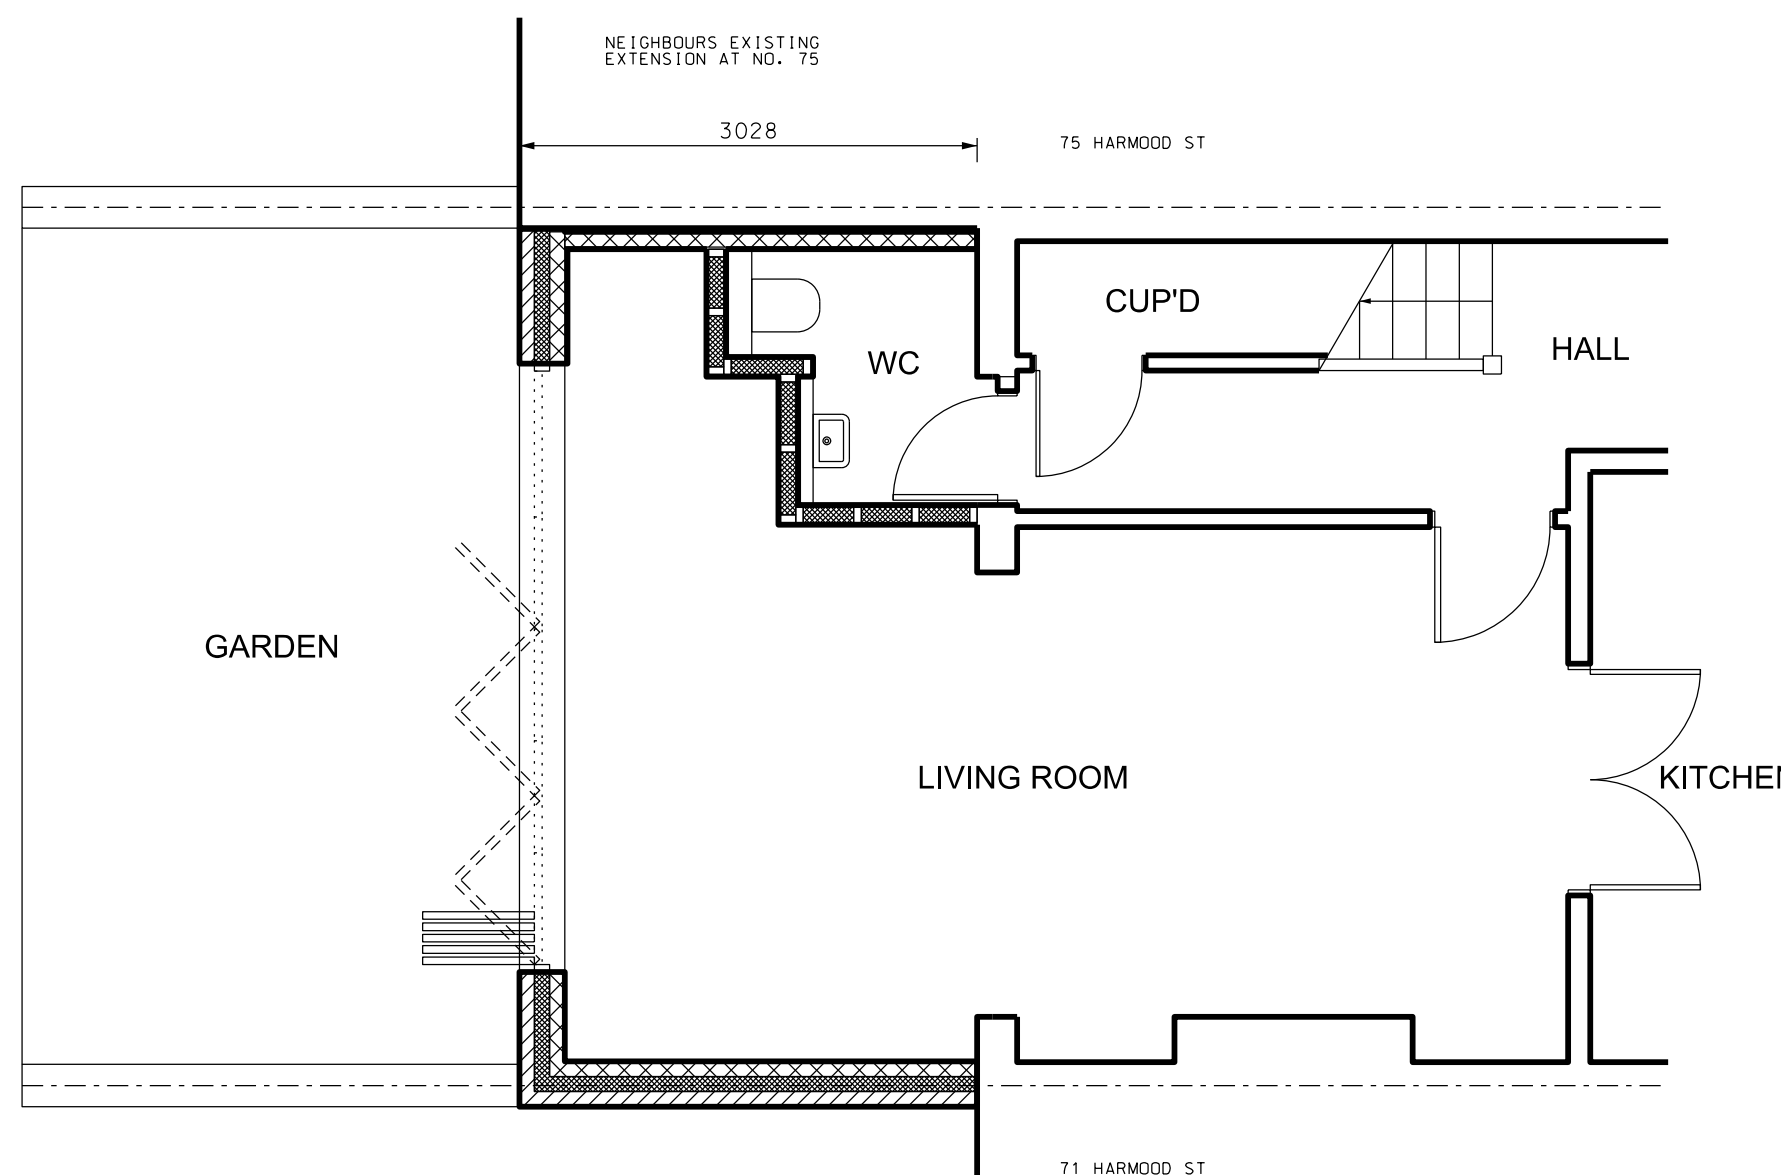 NEIGHBOURS EXISTING
EXTENSION AT NO. 75
3028
75 HARMOOD ST
CUP'D
HALL
WC
GARDEN
LIVING ROOM
KITCHEN
71 HARMOOD ST